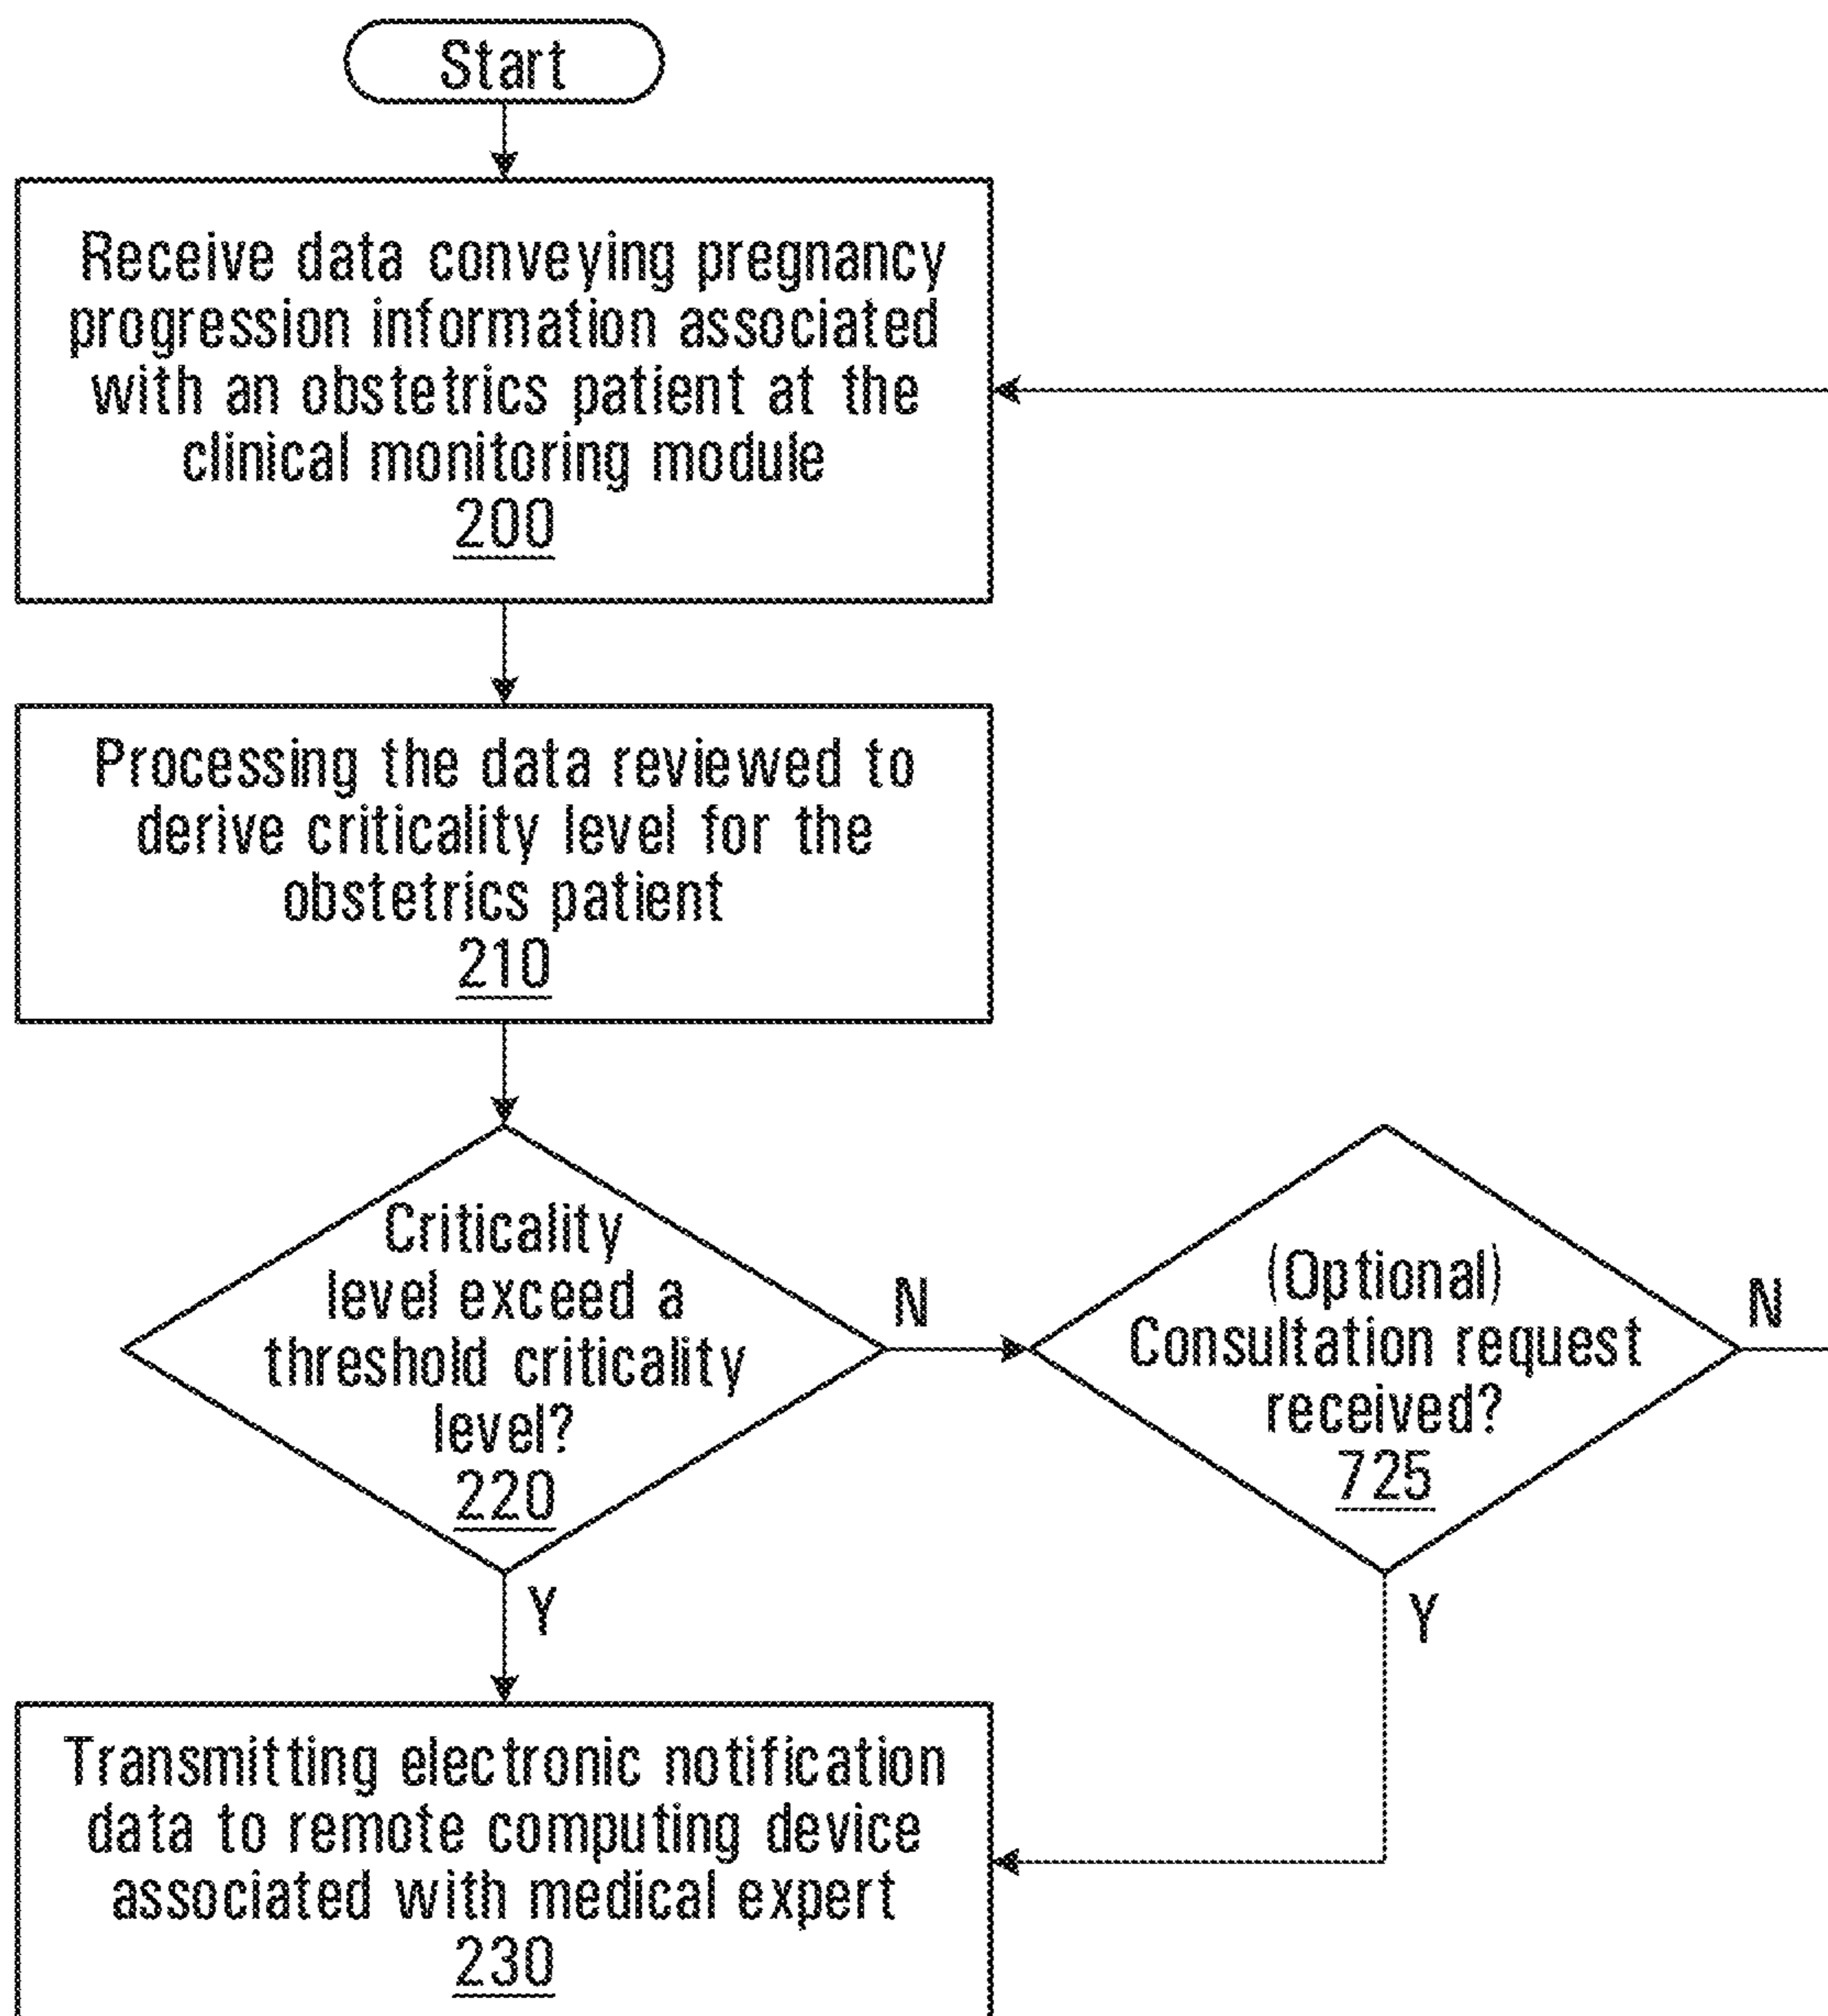 Start
Receive data conveying pregnancy
progression information associated
with an obstetrics patient at the
clinical monitoring module
200
Processing the data reviewed to
derive criticality level for the
obstetrics patient
210
Criticality
level exceed a
threshold criticality
level?
220
N
Y
(Optional)
Consultation request
received?
725
N
Y
Transmitting electronic notification
data to remote computing device
associated with medical expert
230